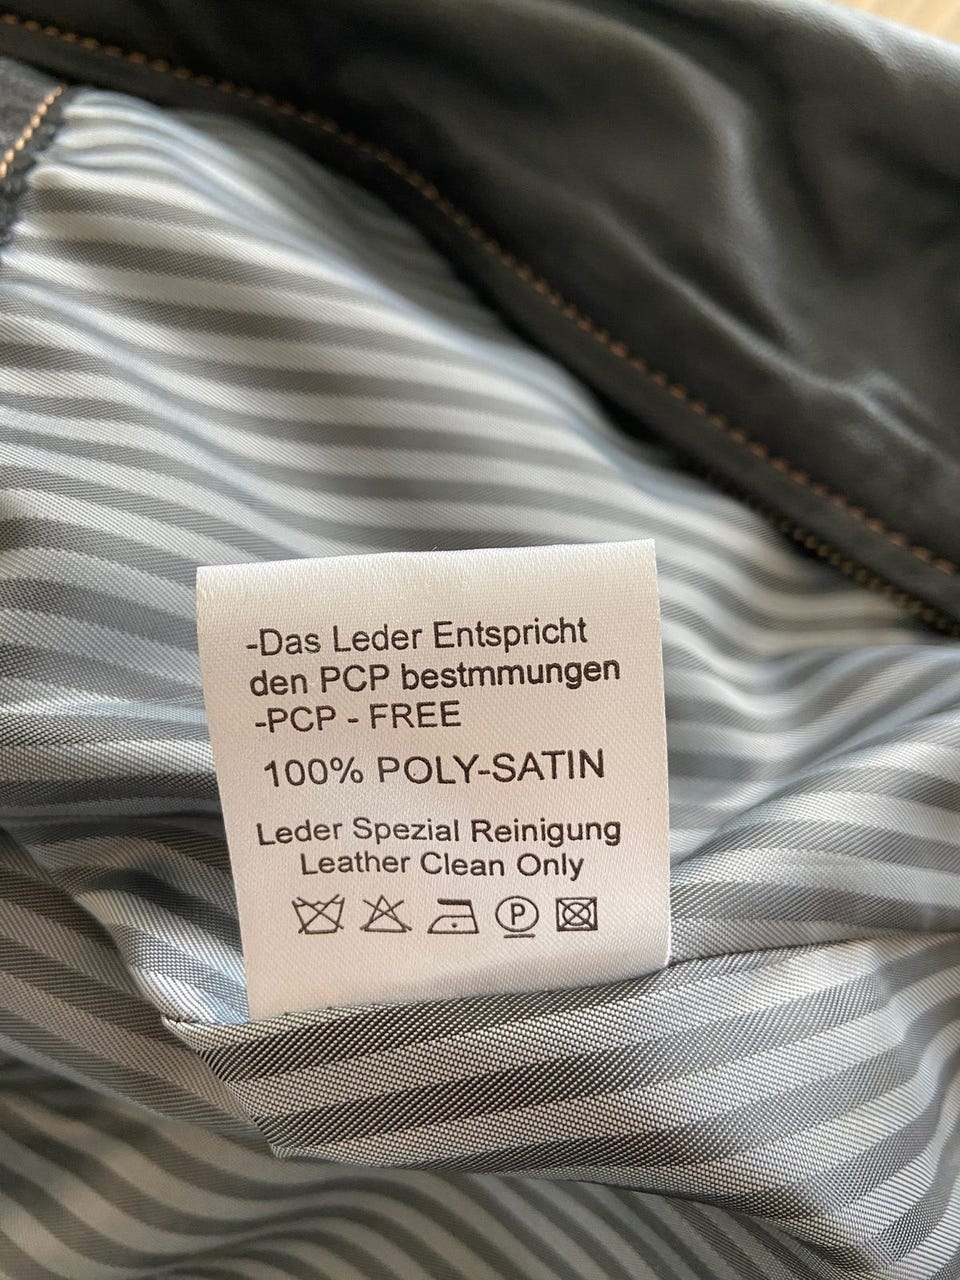 -Das Leder Entspricht
den PCP bestmmungen
-PCP - FREE
100% POLY-SATIN
Leder Spezial Reinigung
Leather Clean Only
P